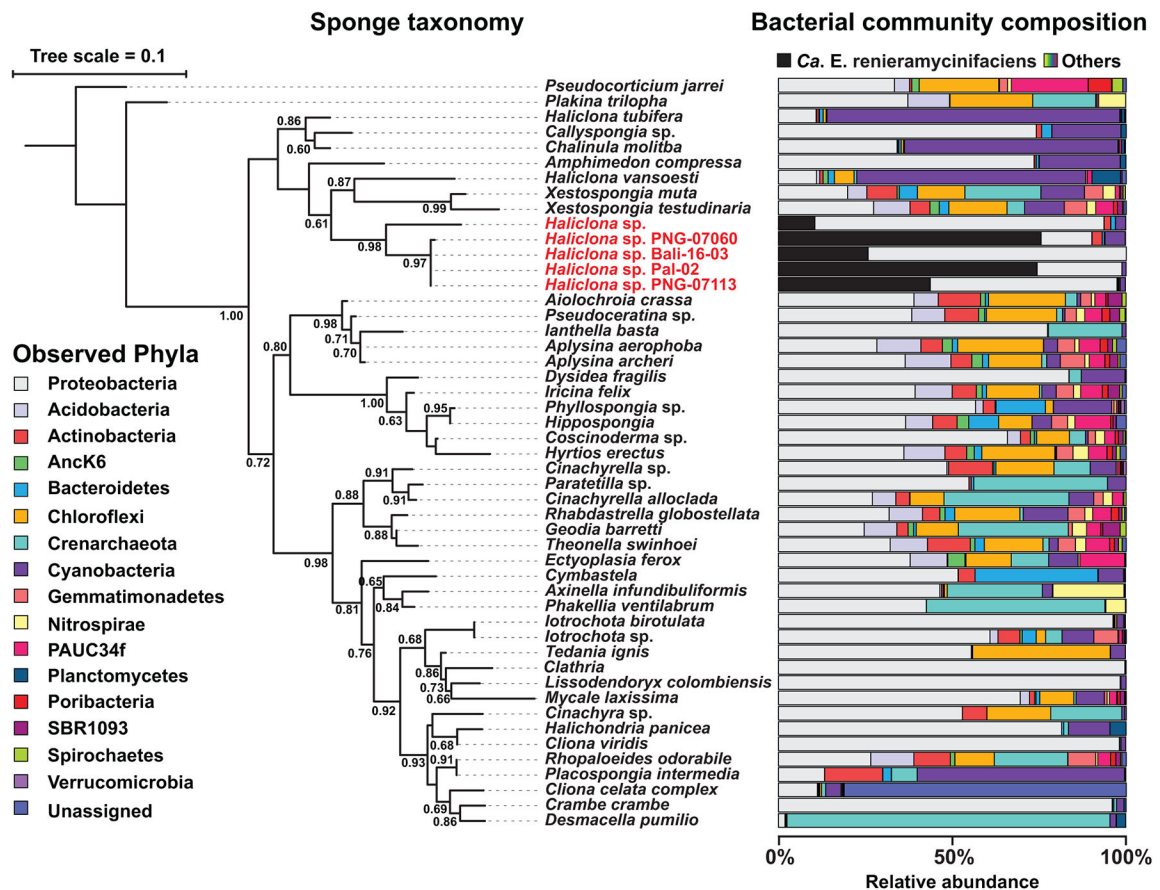 Sponge taxonomy
Bacterial community composition
Tree scale = 0.1
Ca. E. renieramycinifaciens
Others
Pseudocorticium jarrei
Plakina trilopha
Haliclona tubifera
Callyspongia sp.
Chalinula molitba
Amphimedon compressa
Haliclona vansoesti
Xestospongia muta
Xestospongia testudinaria
Haliclona sp.
Haliclona sp. PNG-07060
Haliclona sp. Bali-16-03
Haliclona sp. Pal-02
Haliclona sp. PNG-07113
Aiolochroia crassa
Pseudoceratina sp.
Ianthella basta
Aplysina aerophoba
Aplysina archeri
Dysidea fragilis
Iricina felix
Phyllospongia sp.
Hippospongia
Coscinoderma sp.
Hyrtios erectus
Cinachyrella sp.
Paratetilla sp.
Cinachyrella alloclada
Rhabdastrella globostellata
Geodia barretti
Theonella swinhoei
Ectyoplasia ferox
Cymbastela
Axinella infundibuliformis
Phakellia ventilabrum
Iotrochota birotulata
Iotrochota sp.
Tedania ignis
Clathria
Lissodendoryx colombiensis
Mycale laxissima
Cinachyra sp.
Halichondria panicea
Cliona viridis
Rhopaloeides odorabile
Placospongia intermedia
Cliona celata complex
Crambe crambe
Desmacella pumilio
0.86
0.60
0.87
0.99
0.61
0.98
0.97
1.00
0.98
0.71
0.70
0.80
1.00
0.95
0.63
0.72
0.91
0.88
0.91
0.88
0.98
0.65
0.84
0.81
0.76
0.68
0.86
0.73
0.66
0.92
0.68
0.91
0.93
0.69
0.86
Observed Phyla
Proteobacteria
Acidobacteria
Actinobacteria
AncK6
Bacteroidetes
Chloroflexi
Crenarchaeota
Cyanobacteria
Gemmatimonadetes
Nitrospirae
PAUC34f
Planctomycetes
Poribacteria
SBR1093
Spirochaetes
Verrucomicrobia
Unassigned
0%
50%
100%
Relative abundance